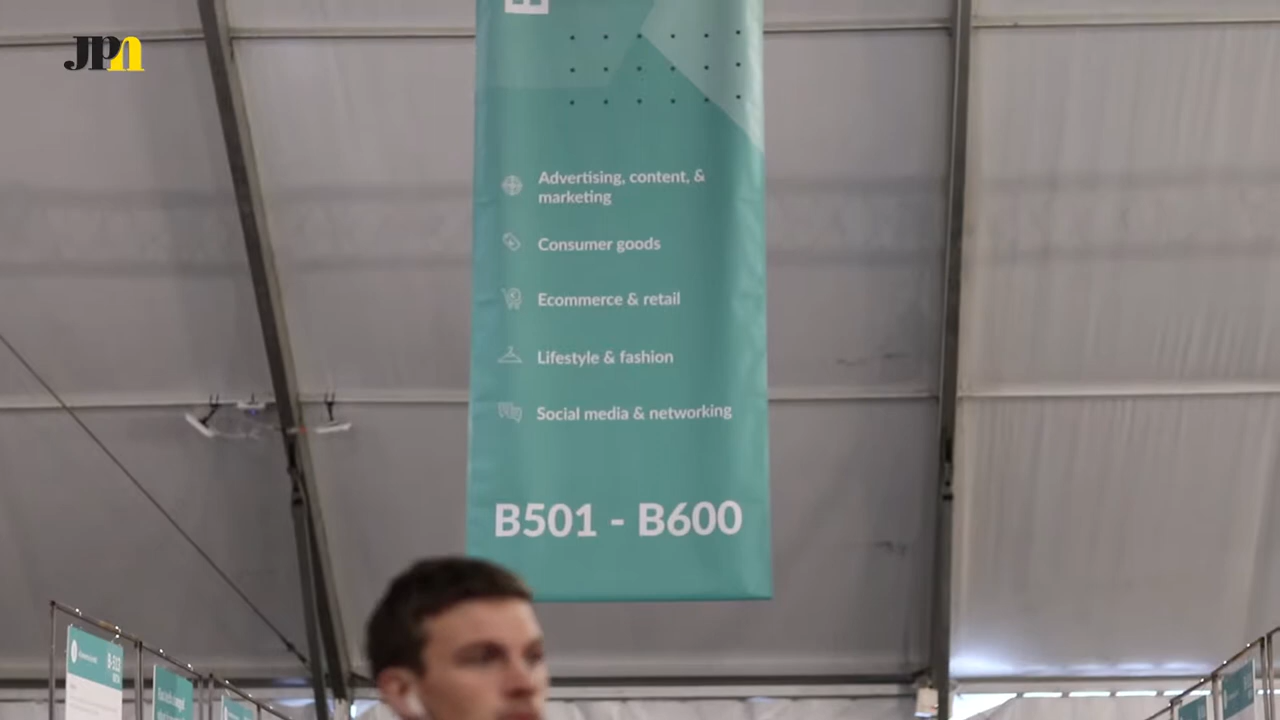 JPN
Advertising, content, &
marketing
Consumer goods
Ecommerce & retail
Lifestyle & fashion
Social media & networking
B501 - B600